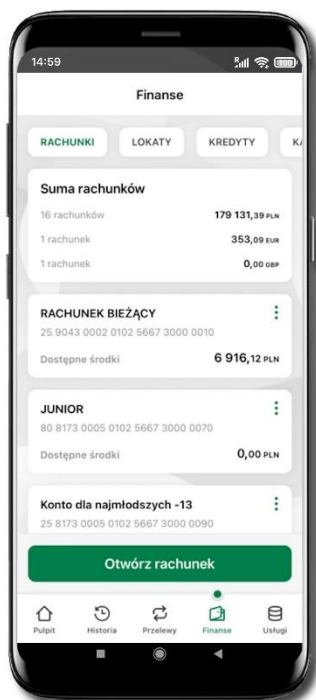 14:59
Finanse
RACHUNKI LOKATY KREDYTY KA
Suma rachunków
16 rachunków 179 131,39 PLN
1 rachunek 353,09 EUR
1 rachunek 0,00 GBP
RACHUNEK BIEŻĄCY
25 9043 0002 0102 5667 3000 0010
Dostępne środki 6 916,12 PLN
JUNIOR
80 8173 0005 0102 5667 3000 0070
Dostępne środki 0,00 PLN
Konto dla najmłodszych -13
25 8173 0005 0102 5667 3000 0090
Otwórz rachunek
Pulpit Historia Przelewy Finanse Usługi